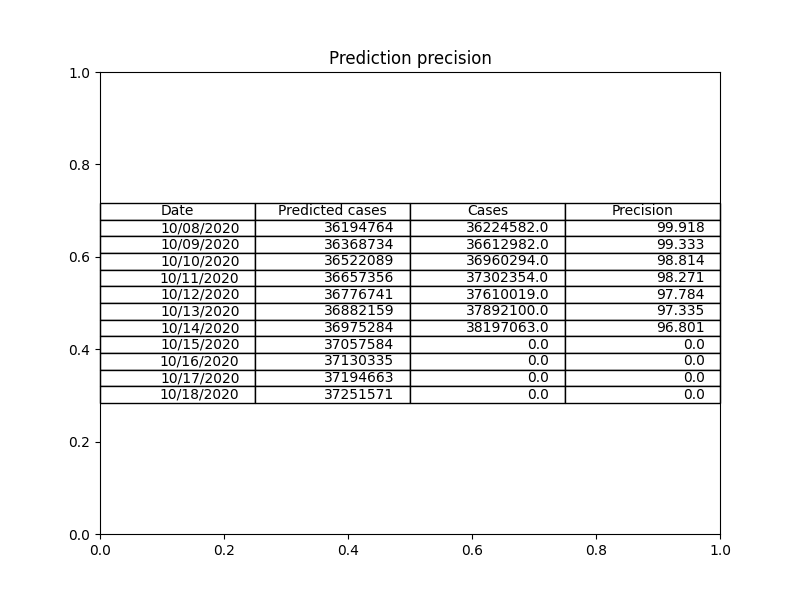 Prediction precision
1.0
0.8
Date Predicted cases Cases Precision
10/08/2020 36194764 36224582.0 99.918
10/09/2020 36368734 36612982.0 99.333
0.6
10/10/2020 36522089 36960294.0 98.814
10/11/2020 36657356 37302354.0 98.271
10/12/2020 36776741 37610019.0 97.784
10/13/2020 36882159 37892100.0 97.335
10/14/2020 36975284 38197063.0 96.801
10/15/2020 37057584 0.0 0.0
0.4
10/16/2020 37130335 0.0 0.0
10/17/2020 37194663 0.0 0.0
10/18/2020 37251571 0.0 0.0
0.2
0.0
0.0 0.2 0.4 0.6 0.8 1.0